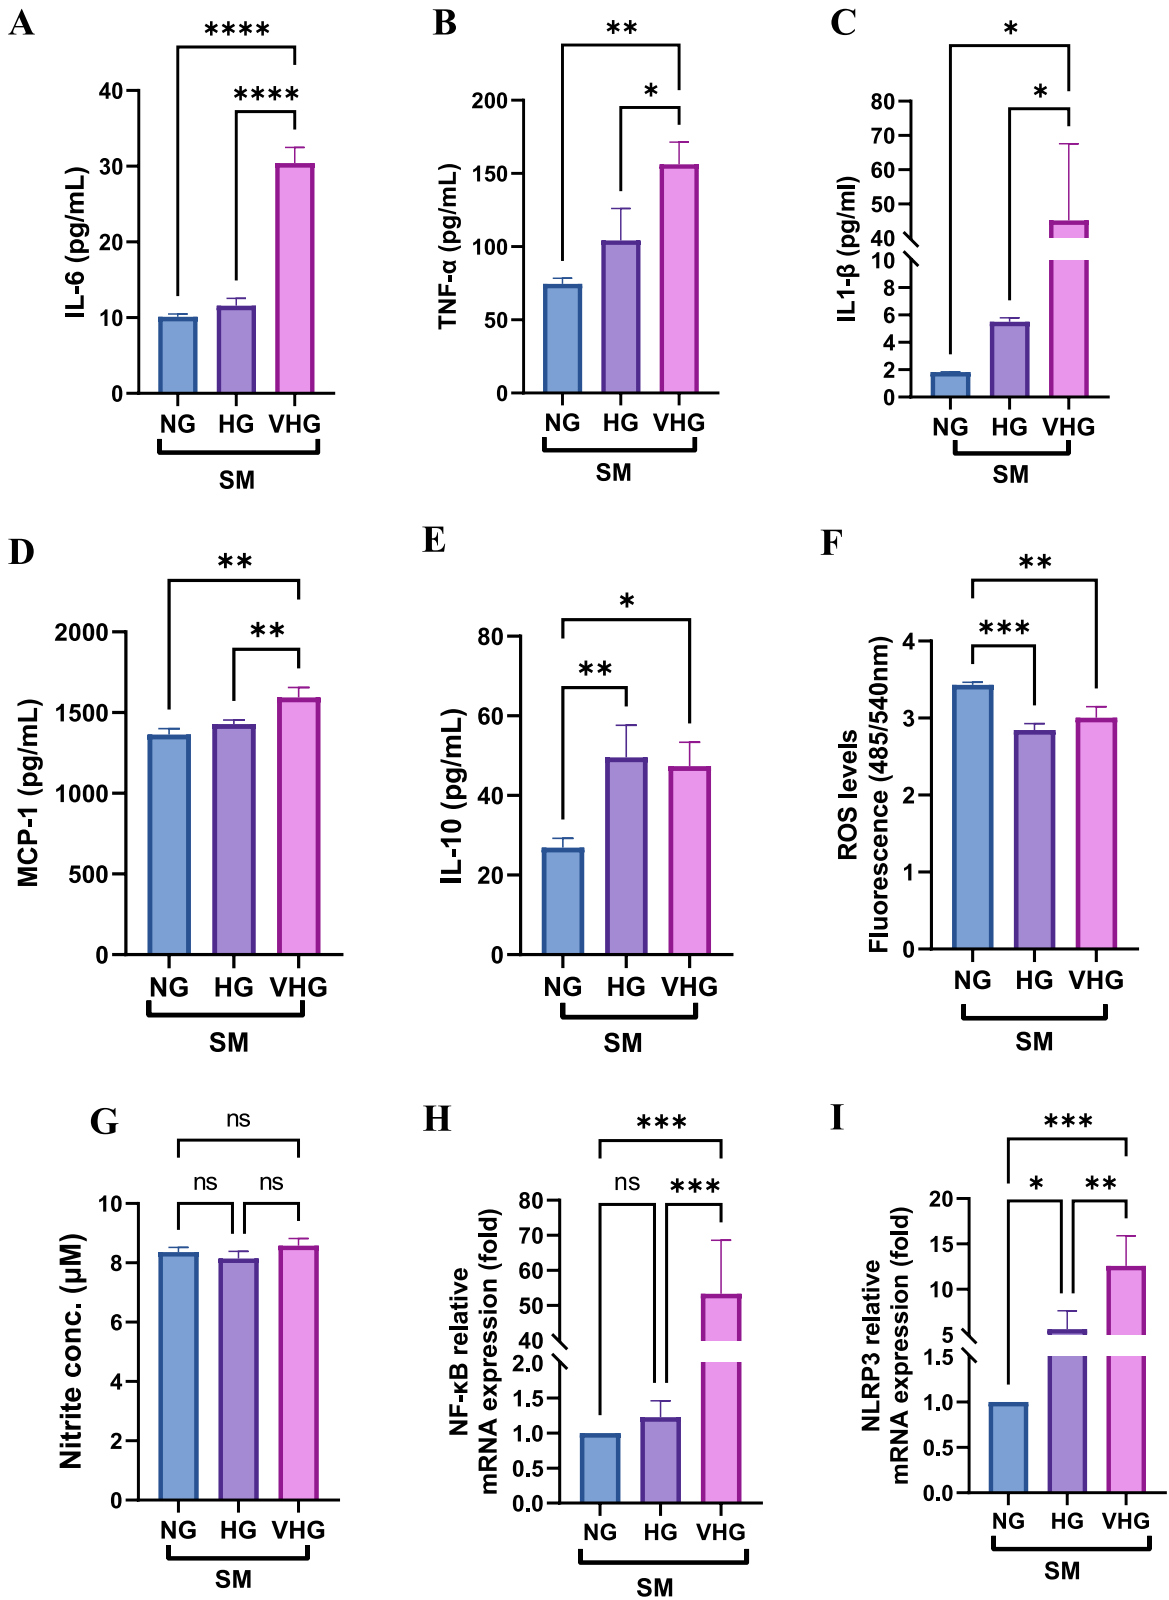 A
****
****
IL-6 (pg/mL)
40
30
20
10
0
NG HG VHG
SM
B
**
*
TNF-α (pg/mL)
200
150
100
50
0
NG HG VHG
SM
C
*
*
IL1-β (pg/ml)
80
70
60
50
40
10
8
6
4
2
0
NG HG VHG
SM
D
**
**
MCP-1 (pg/mL)
2000
1500
1000
500
0
NG HG VHG
SM
E
*
**
IL-10 (pg/mL)
80
60
40
20
0
NG HG VHG
SM
F
**
***
ROS levels
Fluorescence (485/540nm)
4
3
2
1
0
NG HG VHG
SM
G
ns
ns ns
Nitrite conc. (µM)
10
8
6
4
2
0
NG HG VHG
SM
H
***
ns ***
NF-κB relative
mRNA expression (fold)
80
70
60
50
40
2.0
1.5
1.0
0.5
0.0
NG HG VHG
SM
I
***
* **
NLRP3 relative
mRNA expression (fold)
20
15
10
5
1.5
1.0
0.5
0.0
NG HG VHG
SM